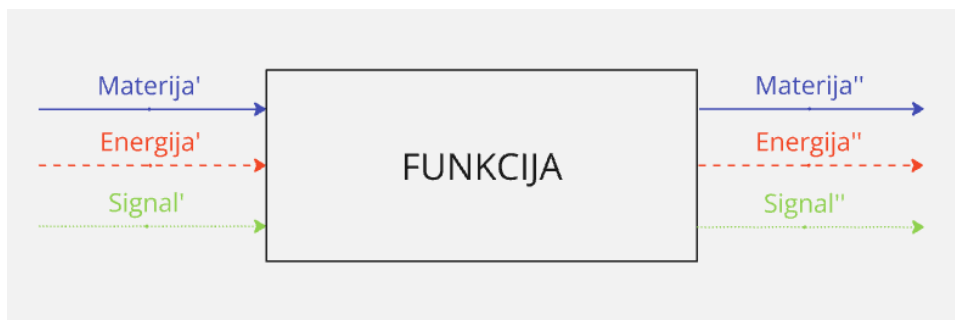 Materija'
Materija''
Energija'
Energija''
FUNKCIJA
Signal'
Signal''